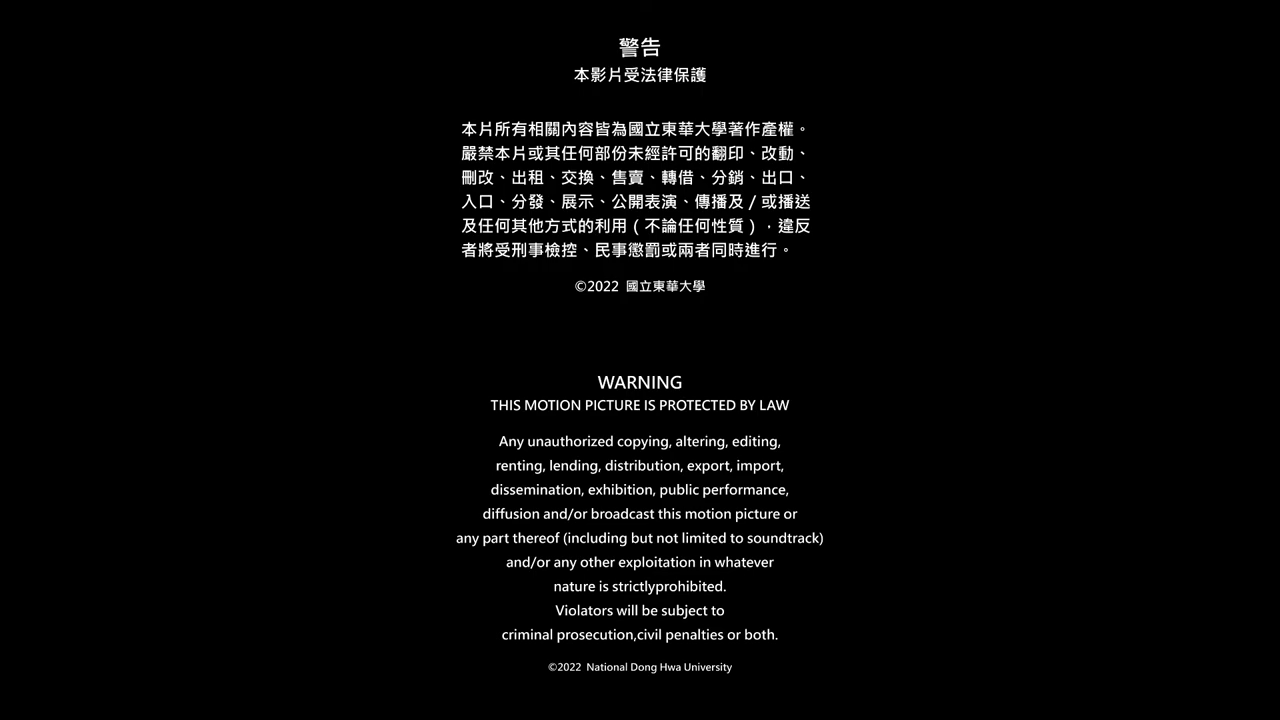 警告
本影片受法律保護
本片所有相關內容皆為國立東華大學著作產權。
嚴禁本片或其任何部份未經許可的翻印、改動、
刪改、出租、交換、售賣、轉借、分銷、出口、
入口、分發、展示、公開表演、傳播及/或播送
及任何其他方式的利用(不論任何性質),違反
者將受刑事檢控、民事懲罰或兩者同時進行。
©2022 國立東華大學
WARNING
THIS MOTION PICTURE IS PROTECTED BY LAW
Any unauthorized copying, altering, editing,
renting, lending, distribution, export, import,
dissemination, exhibition, public performance,
diffusion and/or broadcast this motion picture or
any part thereof (including but not limited to soundtrack)
and/or any other exploitation in whatever
nature is strictlyprohibited.
Violators will be subject to
criminal prosecution,civil penalties or both.
©2022 National Dong Hwa University